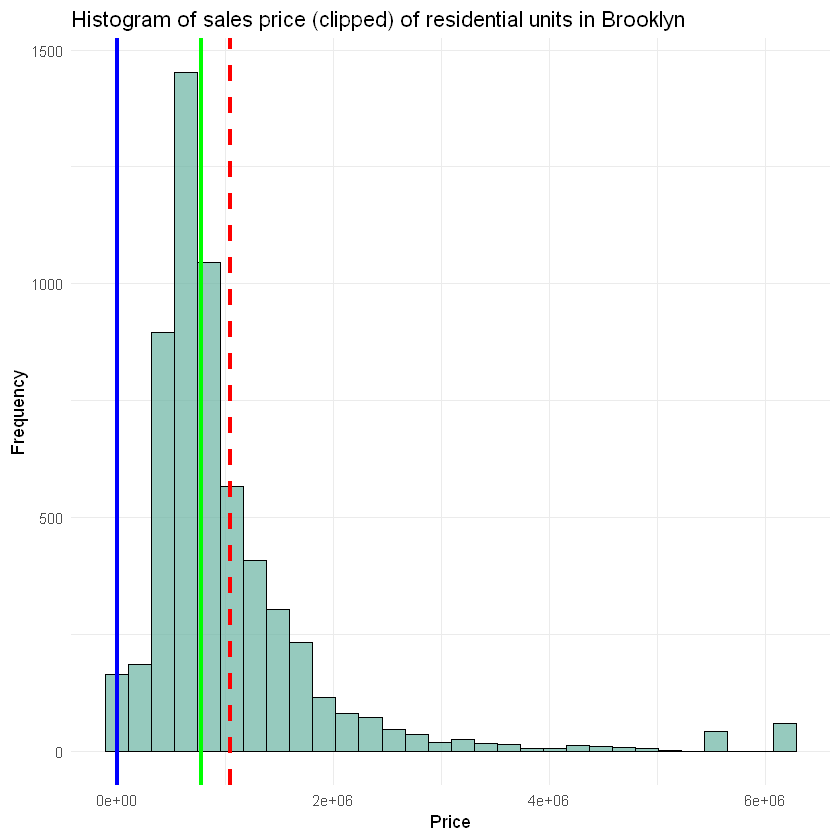 Histogram of sales price (clipped) of residential units in Brooklyn
1500
1000
500
0
Frequency
0e+00 2e+06 4e+06 6e+06
Price